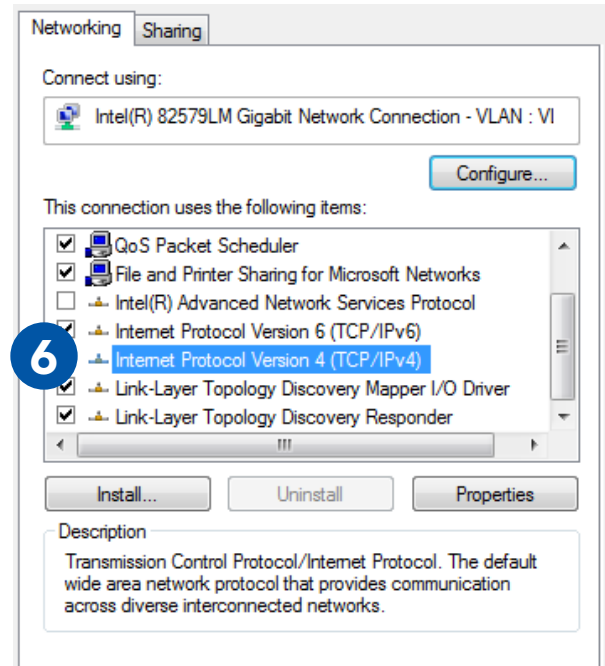 Networking Sharing
Connect using:
Intel(R) 82579LM Gigabit Network Connection - VLAN : VI
Configure...
This connection uses the following items:
QoS Packet Scheduler
File and Printer Sharing for Microsoft Networks
Intel(R) Advanced Network Services Protocol
Internet Protocol Version 6 (TCP/IPv6)
6 Internet Protocol Version 4 (TCP/IPv4)
Link-Layer Topology Discovery Mapper I/O Driver
Link-Layer Topology Discovery Responder
Install... Uninstall Properties
Description
Transmission Control Protocol/Internet Protocol. The default
wide area network protocol that provides communication
across diverse interconnected networks.